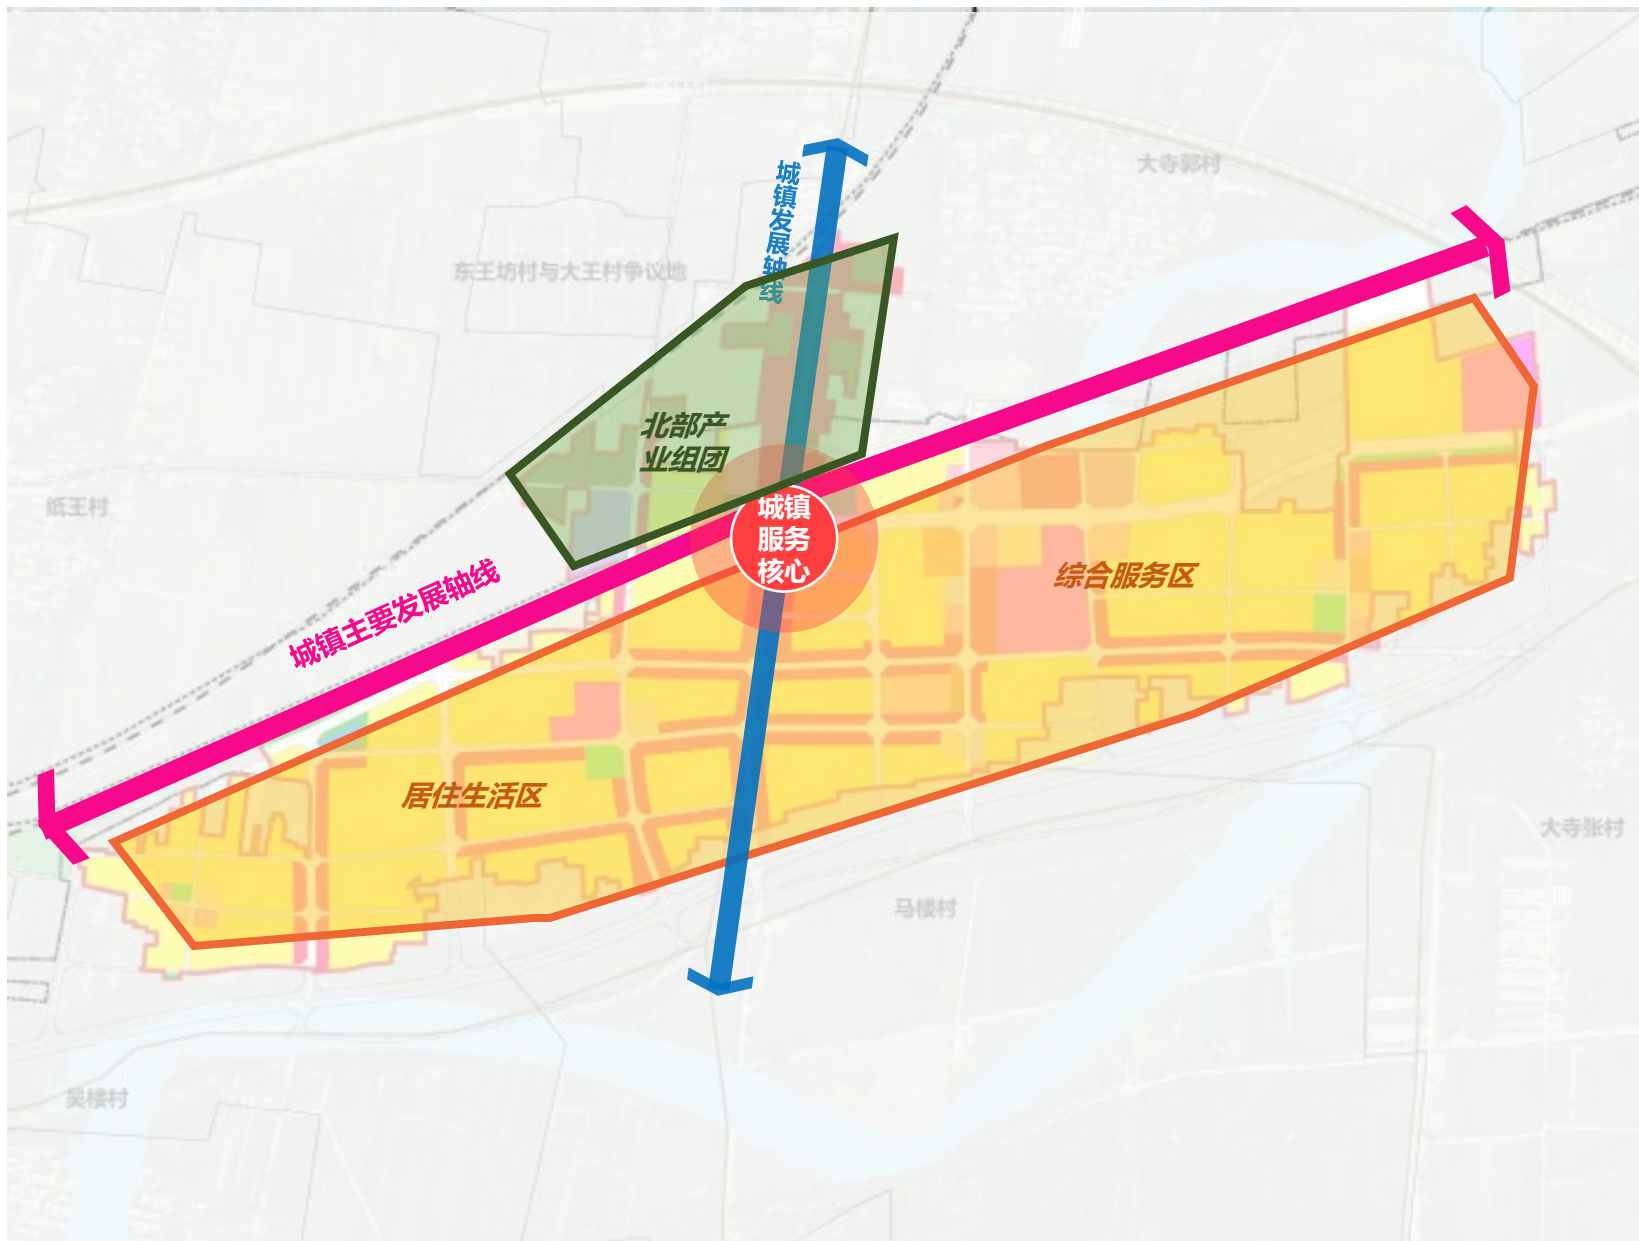 大寺郭村
城镇发展轴线
东王坊村与大王村争议地
北部产
业组团
纸王村
城镇
服务
核心
综合服务区
城镇主要发展轴线
居住生活区
大寺张村
马楼村
吴楼村